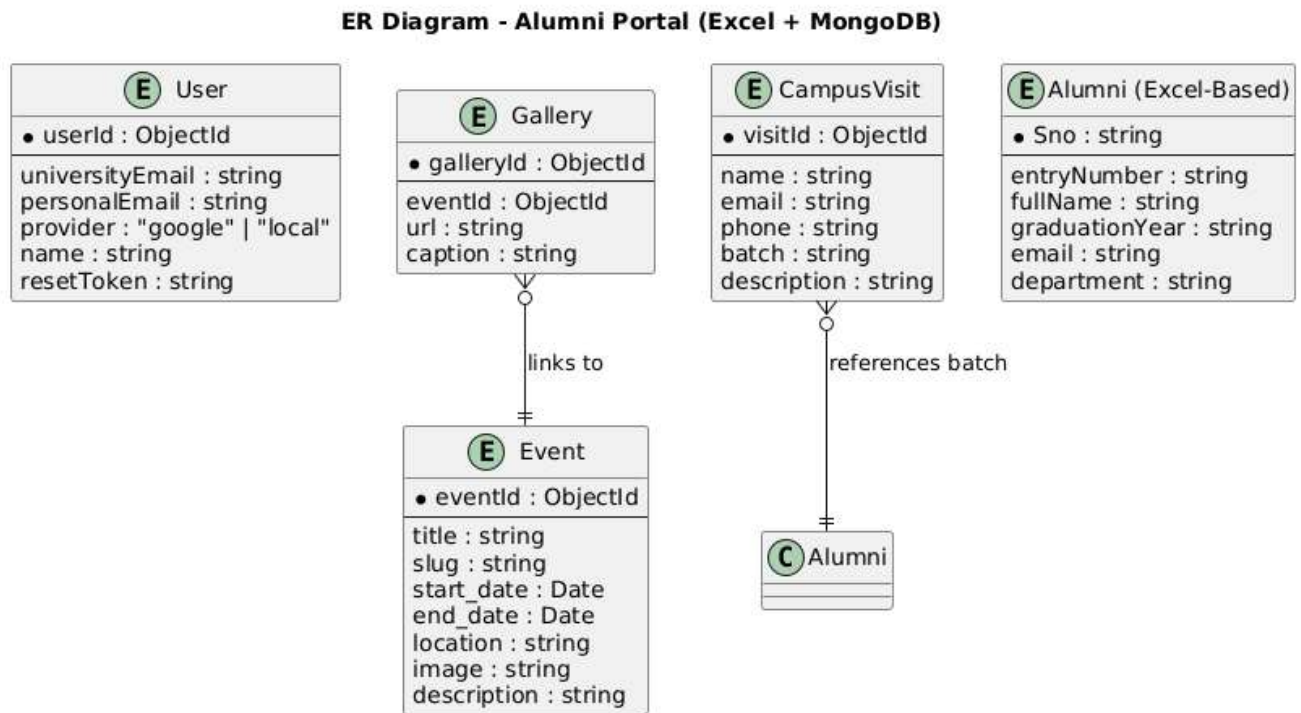 ER Diagram - Alumni Portal (Excel + MongoDB)
E User
userId : ObjectId
universityEmail : string
personalEmail : string
provider : "google" | "local"
name : string
resetToken : string
E Gallery
galleryId : ObjectId
eventId : ObjectId
url : string
caption : string
E CampusVisit
visitId : ObjectId
name : string
email : string
phone : string
batch : string
description : string
E Alumni (Excel-Based)
Sno : string
entryNumber : string
fullName : string
graduationYear : string
email : string
department : string
links to
references batch
E Event
eventId : ObjectId
title : string
slug : string
start_date : Date
end_date : Date
location : string
image : string
description : string
C Alumni